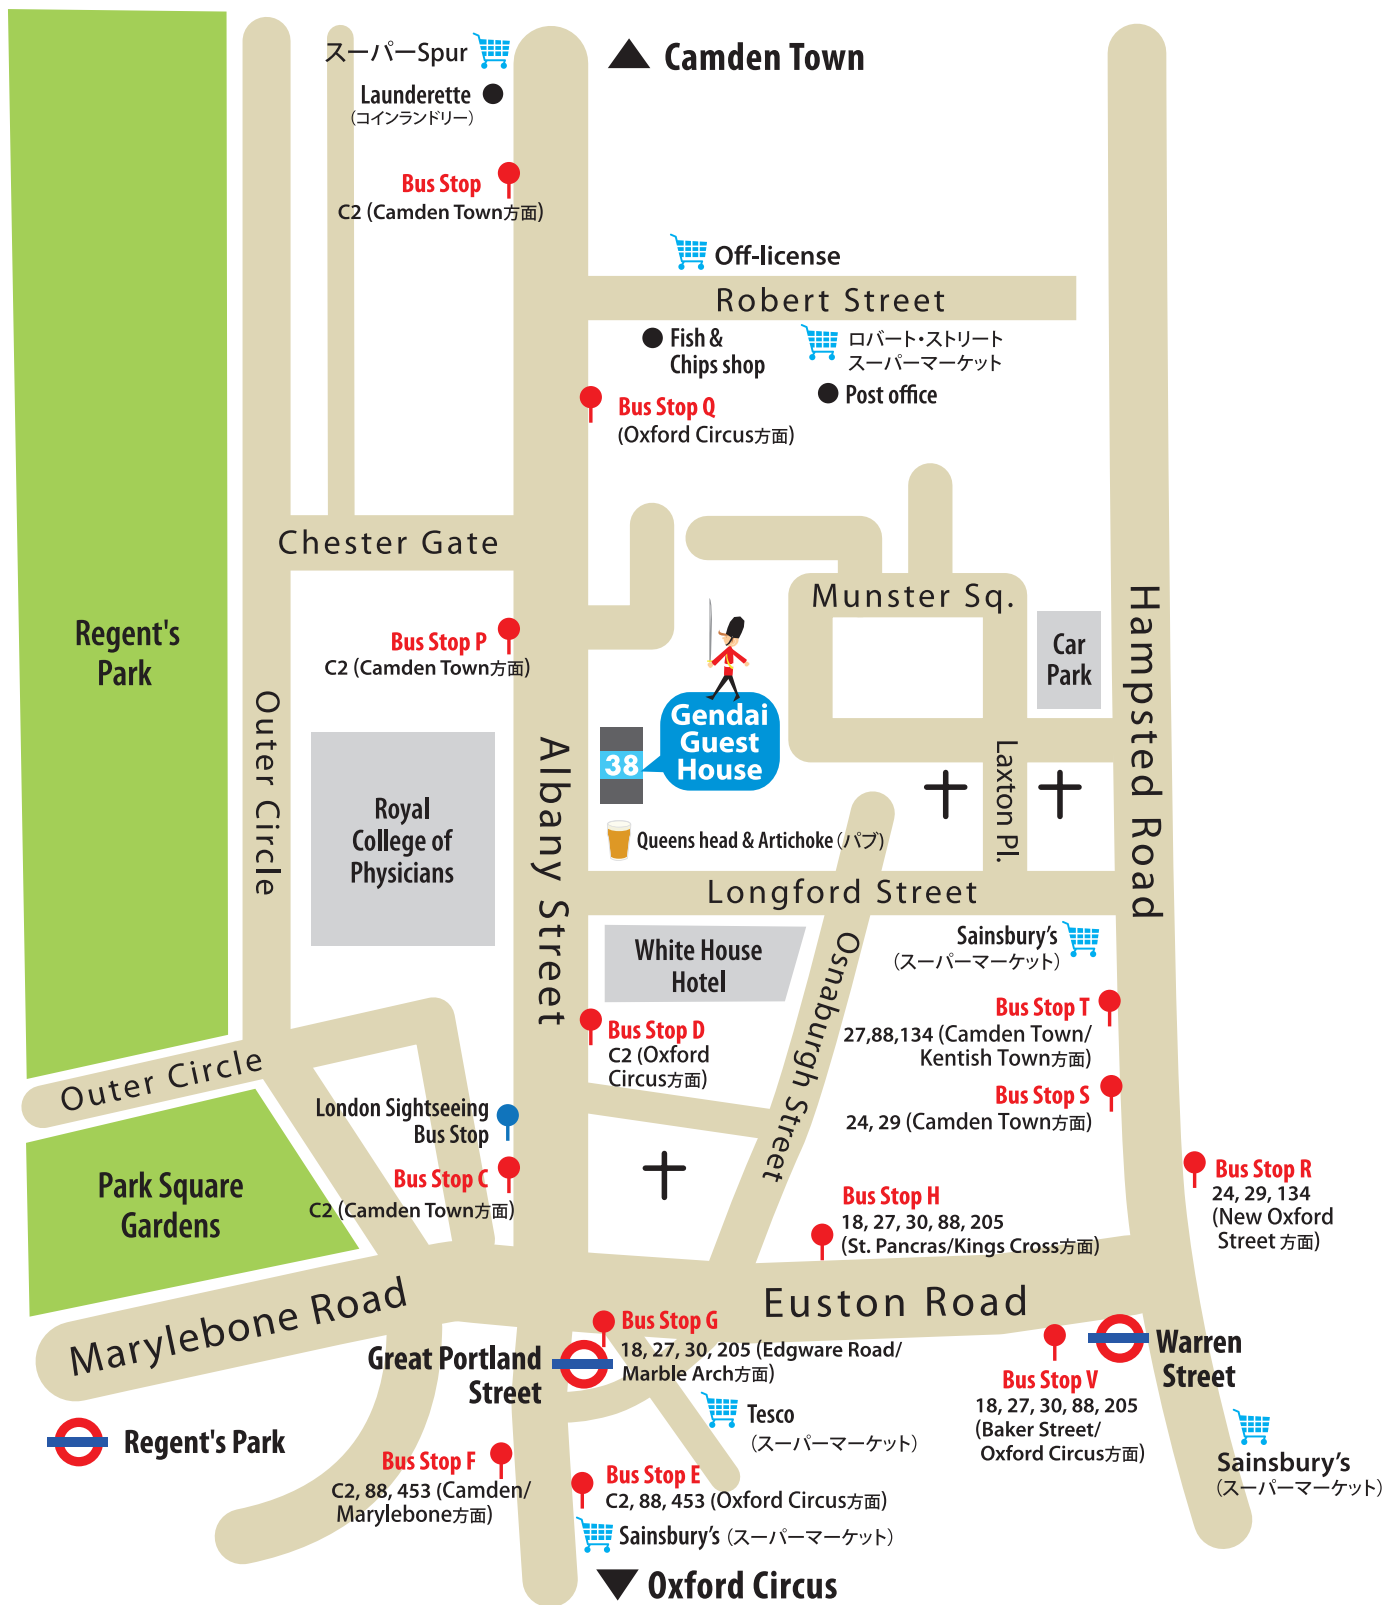 スーパーSpur
Camden Town
Launderette
(コインランドリー)
Bus Stop
C2 (Camden Town方面)
Off-license
Robert Street
Fish &
Chips shop
ロバート・ストリート
スーパーマーケット
Post office
Bus Stop Q
(Oxford Circus方面)
Chester Gate
Munster Sq.
Regent's
Park
Bus Stop P
C2 (Camden Town方面)
Car
Park
Hampsted Road
Outer Circle
Albany Street
Gendai
Guest
House
38
Laxton Pl.
Royal
College of
Physicians
Queens head & Artichoke (パブ)
Longford Street
White House
Hotel
Osnaburgh Street
Sainsbury's
(スーパーマーケット)
Bus Stop T
27,88,134 (Camden Town/
Kentish Town方面)
Bus Stop D
C2 (Oxford
Circus方面)
Outer Circle
Bus Stop S
24, 29 (Camden Town方面)
London Sightseeing
Bus Stop
Bus Stop C
C2 (Camden Town方面)
Park Square
Gardens
Bus Stop H
18, 27, 30, 88, 205
(St. Pancras/Kings Cross方面)
Bus Stop R
24, 29, 134
(New Oxford
Street 方面)
Marylebone Road
Euston Road
Bus Stop G
18, 27, 30, 205 (Edgware Road/
Marble Arch方面)
Great Portland
Street
Warren
Street
Bus Stop V
18, 27, 30, 88, 205
(Baker Street/
Oxford Circus方面)
Tesco
(スーパーマーケット)
Regent's Park
Bus Stop F
C2, 88, 453 (Camden/
Marylebone方面)
Bus Stop E
C2, 88, 453 (Oxford Circus方面)
Sainsbury's
(スーパーマーケット)
Sainsbury's (スーパーマーケット)
Oxford Circus